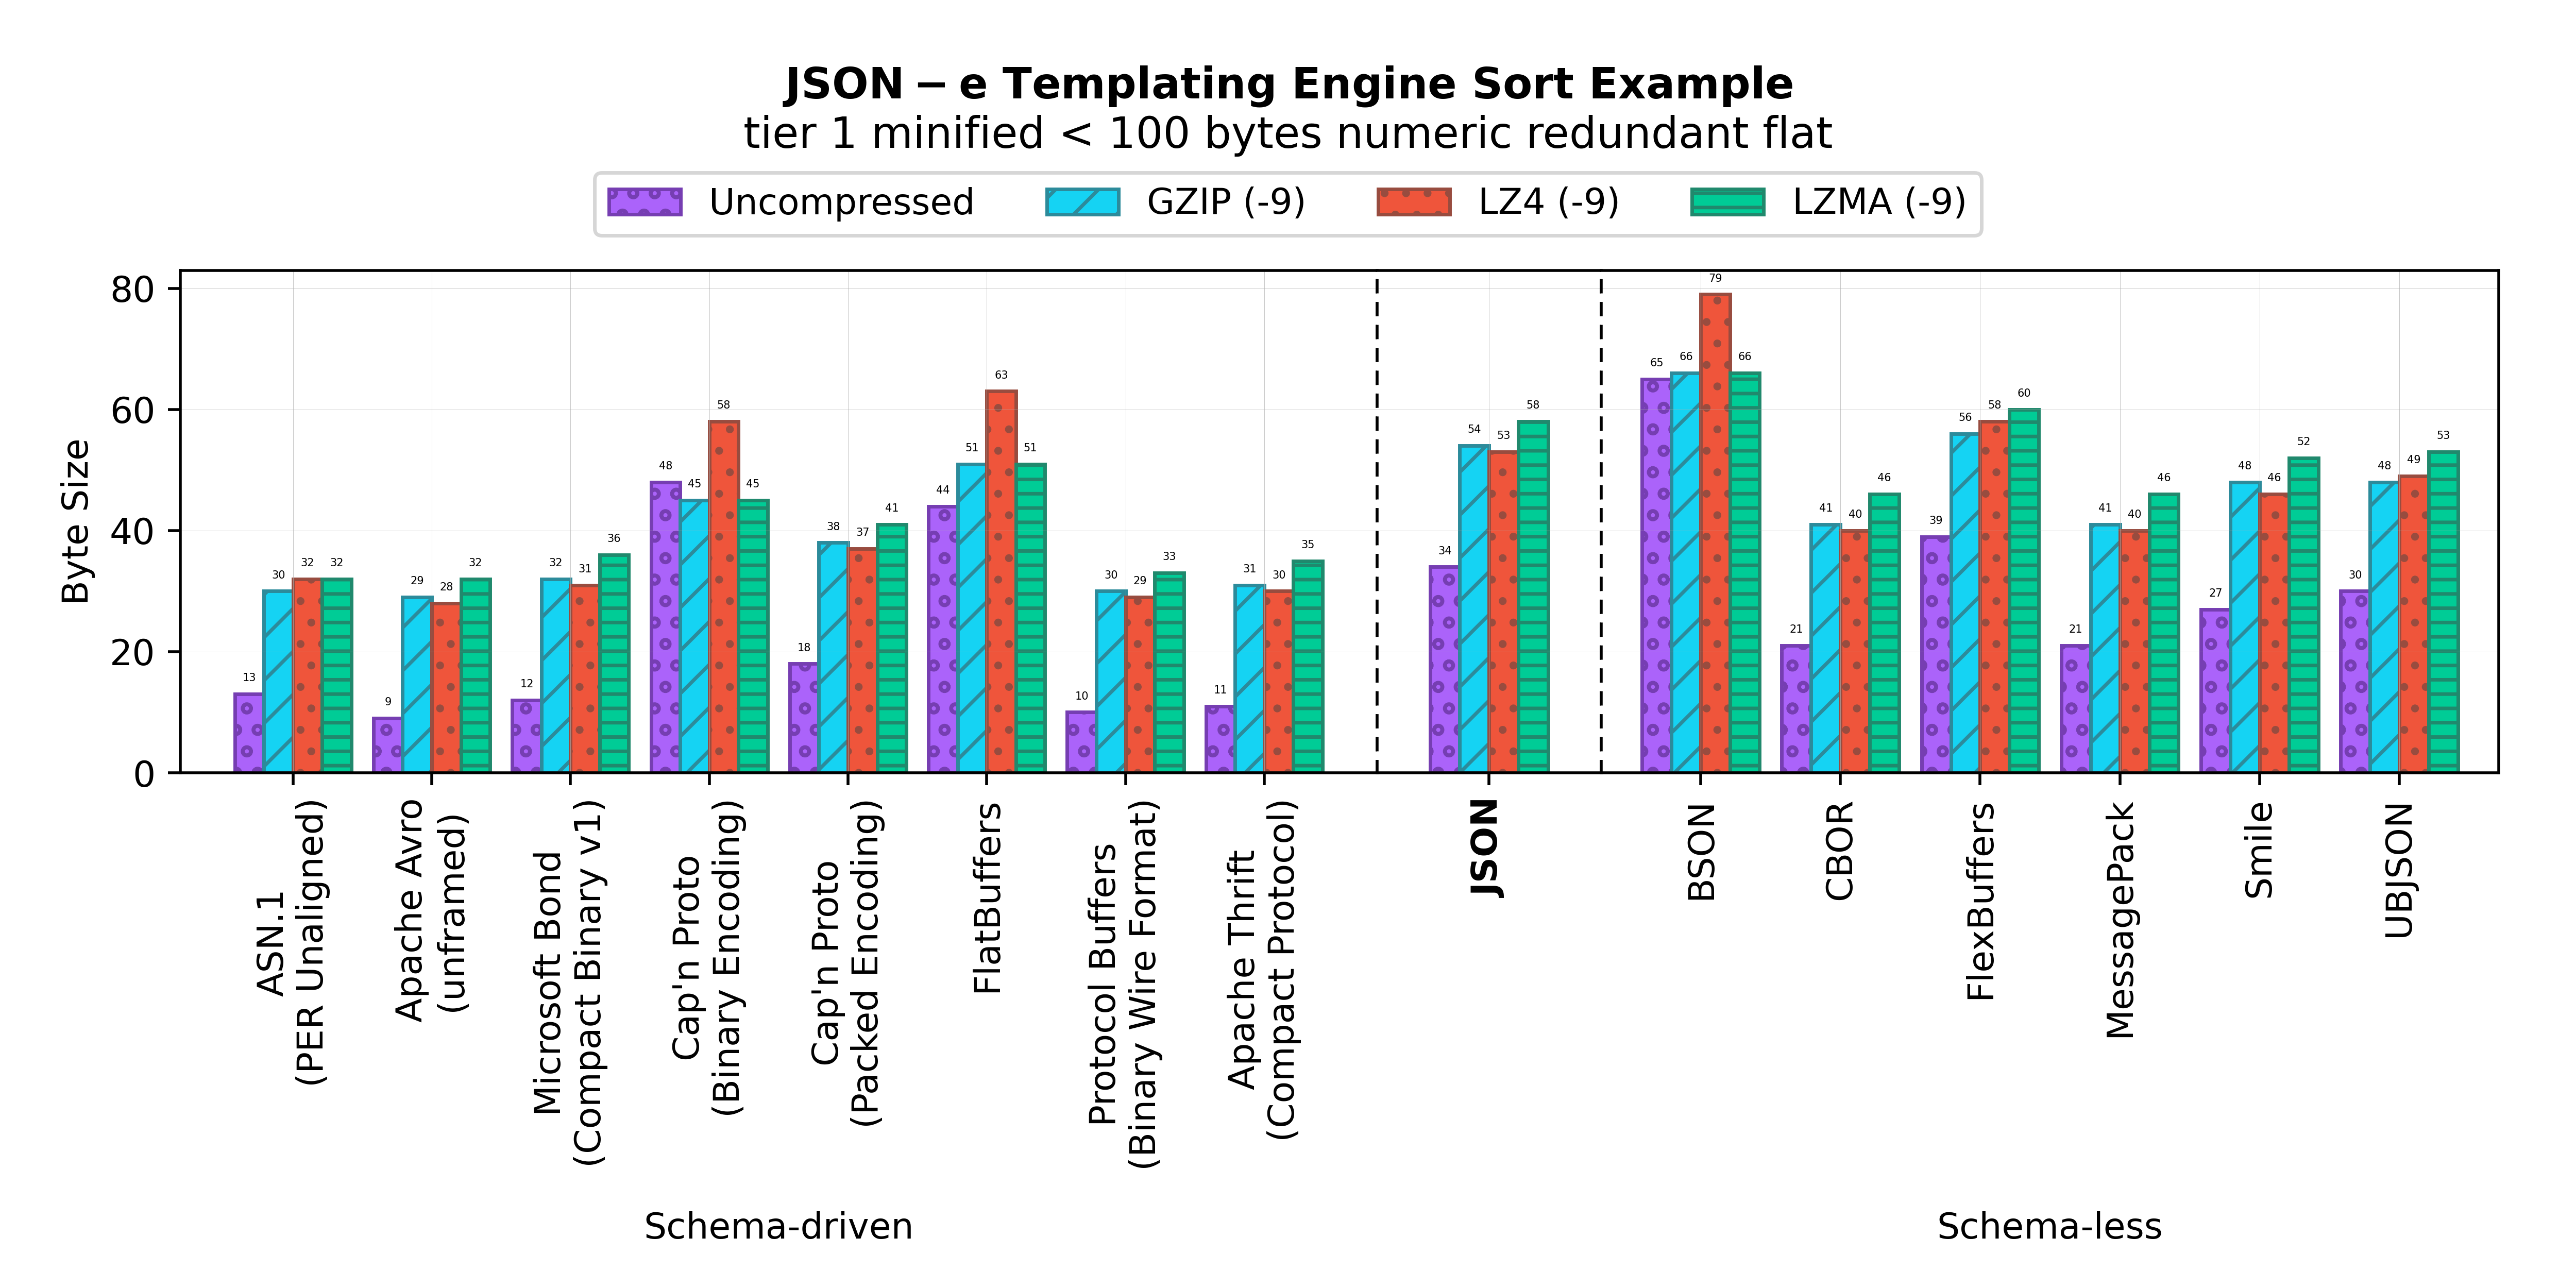 JSON − e Templating Engine Sort Example
tier 1 minified < 100 bytes numeric redundant flat
Uncompressed GZIP (-9) LZ4 (-9) LZMA (-9)
Byte Size
80
60
40
20
0
13 30 32 32
9 29 28 32
12 32 31 36
48 45 58 45
18 38 37 41
44 51 63 51
10 30 29 33
11 31 30 35
34 54 53 58
65 66 79 66
21 41 40 46
39 56 58 60
21 41 40 46
27 48 46 52
30 48 49 53
ASN.1
(PER Unaligned)
Apache Avro
(unframed)
Microsoft Bond
(Compact Binary v1)
Cap'n Proto
(Binary Encoding)
Cap'n Proto
(Packed Encoding)
FlatBuffers
Protocol Buffers
(Binary Wire Format)
Apache Thrift
(Compact Protocol)
JSON
BSON
CBOR
FlexBuffers
MessagePack
Smile
UBJSON
Schema-driven
Schema-less